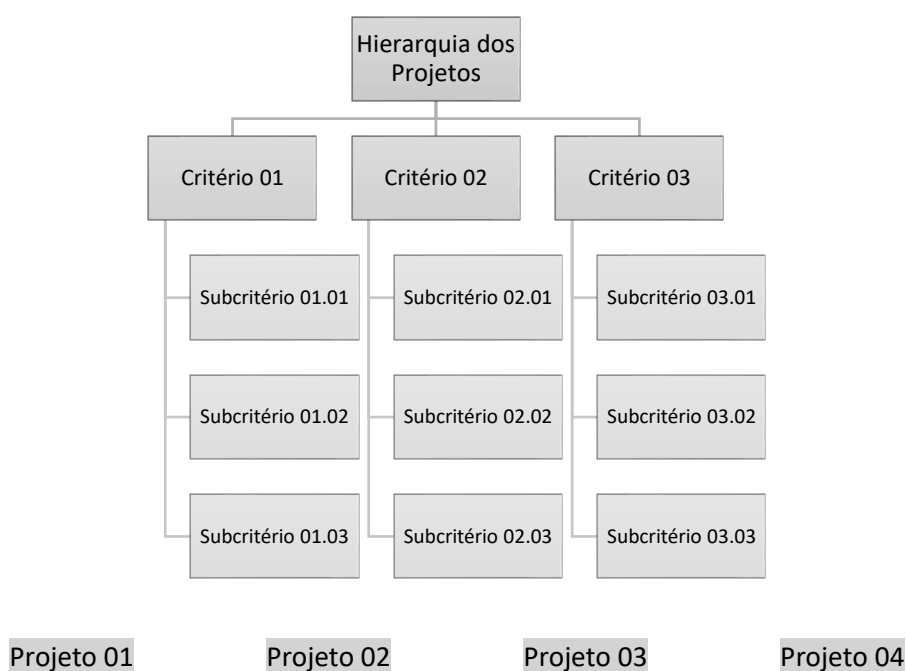 Hierarquia dos
Projetos
Critério 01
Critério 02
Critério 03
Subcritério 01.01
Subcritério 02.01
Subcritério 03.01
Subcritério 01.02
Subcritério 02.02
Subcritério 03.02
Subcritério 01.03
Subcritério 02.03
Subcritério 03.03
Projeto 01
Projeto 02
Projeto 03
Projeto 04